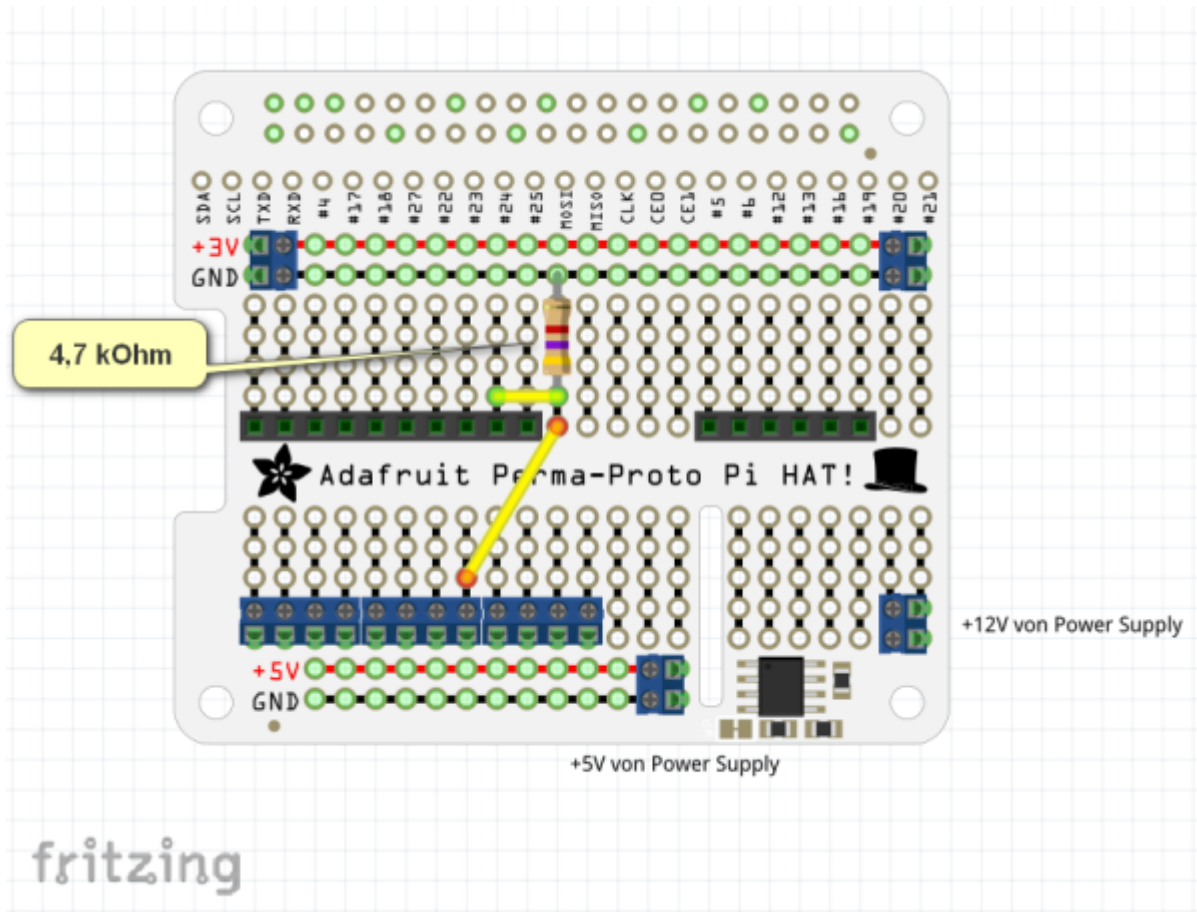 SDA SCL TXD RXD #4 #17 #18 #27 #22 #23 #24 #25 MOSI MISO CLK CE0 CE1 #5 #6 #12 #13 #16 #19 #20 #21
+3V
GND
4,7 kOhm
Adafruit Perma-Proto Pi HAT!
+12V von Power Supply
+5V
GND
+5V von Power Supply
fritzing